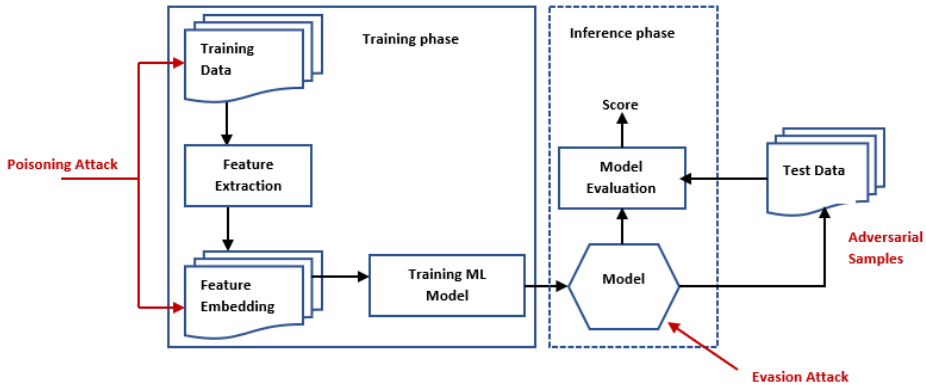 Training phase
Inference phase
Training
Data
Score
Poisoning Attack
Feature
Extraction
Model
Evaluation
Test Data
Adversarial
Samples
Feature
Embedding
Training ML
Model
Model
Evasion Attack